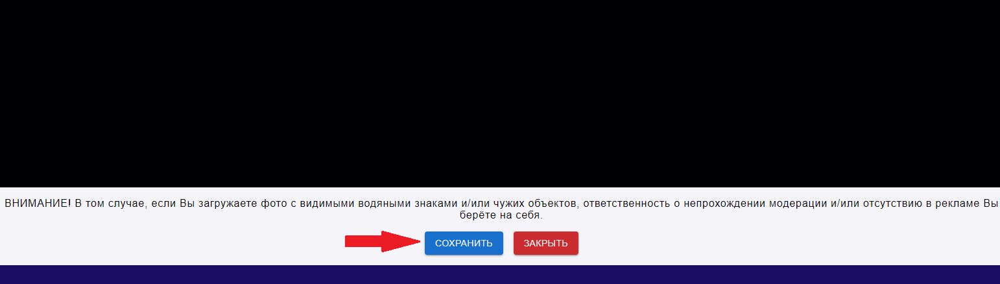 ВНИМАНИЕ! В том случае, если Вы загружаете фото с видимыми водяными знаками и/или чужих объектов, ответственность о непрохождении модерации и/или отсутствию в рекламе Вы
берёте на себя.
СОХРАНИТЬ ЗАКРЫТЬ